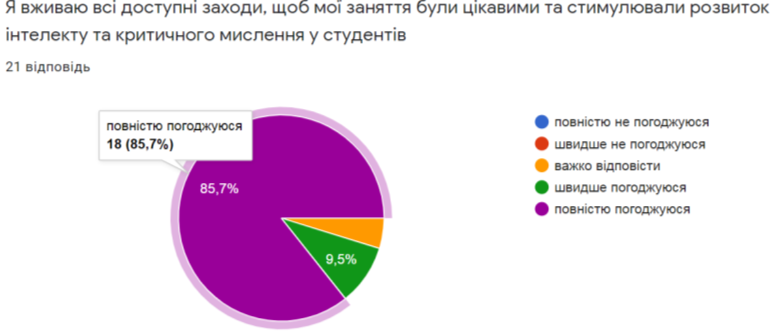 Я вживаю всі доступні заходи, щоб мої заняття були цікавими та стимулювали розвиток
інтелекту та критичного мислення у студентів
21 відповідь
повністю погоджуюся
18 (85,7%)
85,7%
9,5%
повністю не погоджуюся
швидше не погоджуюся
важко відповісти
швидше погоджуюся
повністю погоджуюся